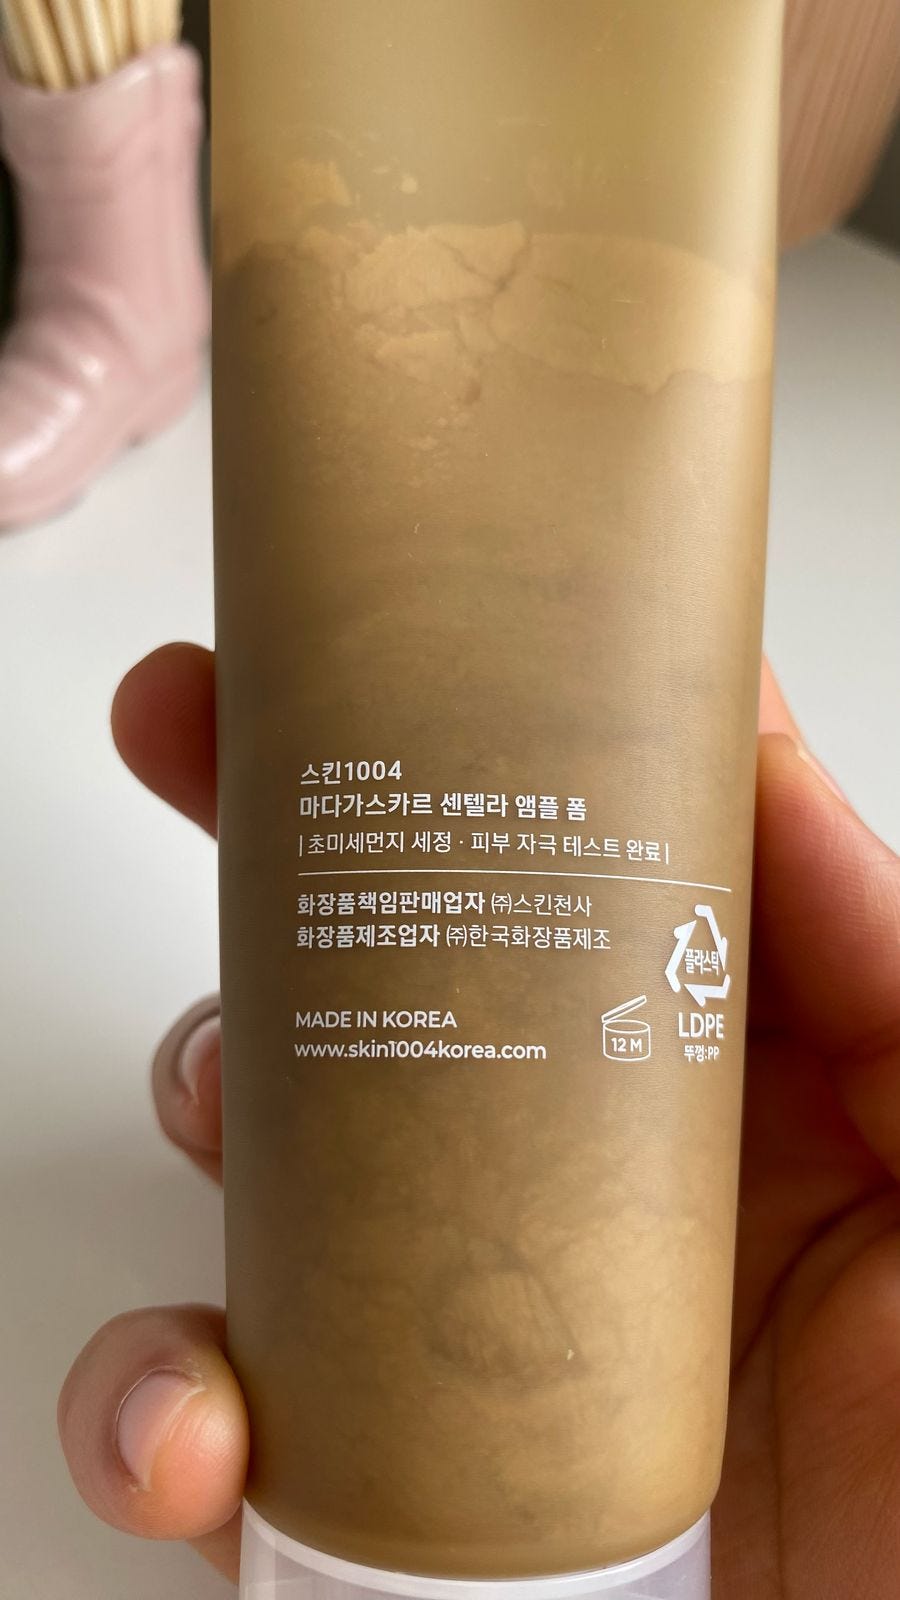 스킨1004
마다가스카르 센텔라 앰플 폼
| 초미세먼지 세정 · 피부 자극 테스트 완료 |
화장품책임판매업자 ㈜스킨천사
화장품제조업자 ㈜한국화장품제조
플라스틱
LDPE
뚜껑:PP
MADE IN KOREA
12 M
www.skin1004korea.com